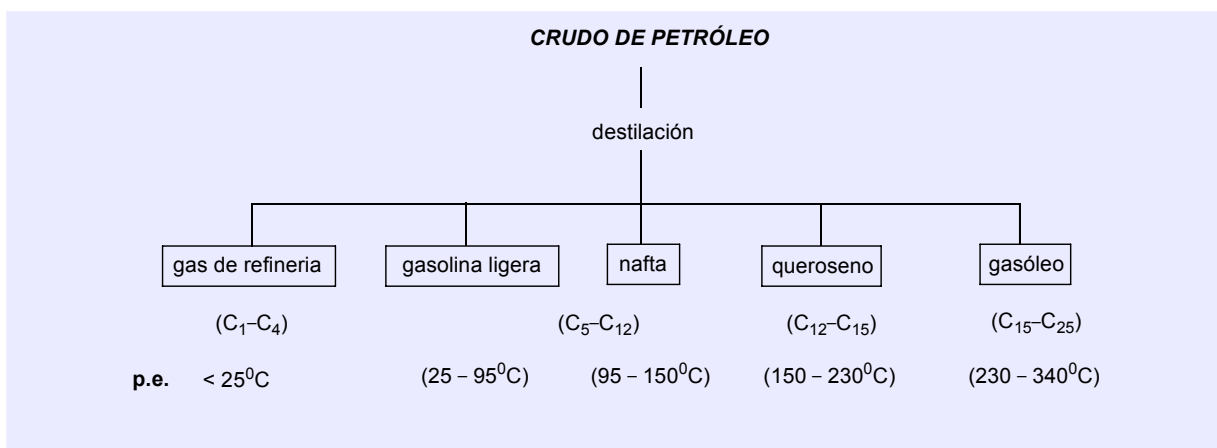 CRUDO DE PETRÓLEO
destilación
gas de refineria gasolina ligera nafta queroseno gasóleo
(C₁–C₄) (C₅–C₁₂) (C₁₂–C₁₅) (C₁₅–C₂₅)
p.e. < 25⁰C (25 – 95⁰C) (95 – 150⁰C) (150 – 230⁰C) (230 – 340⁰C)